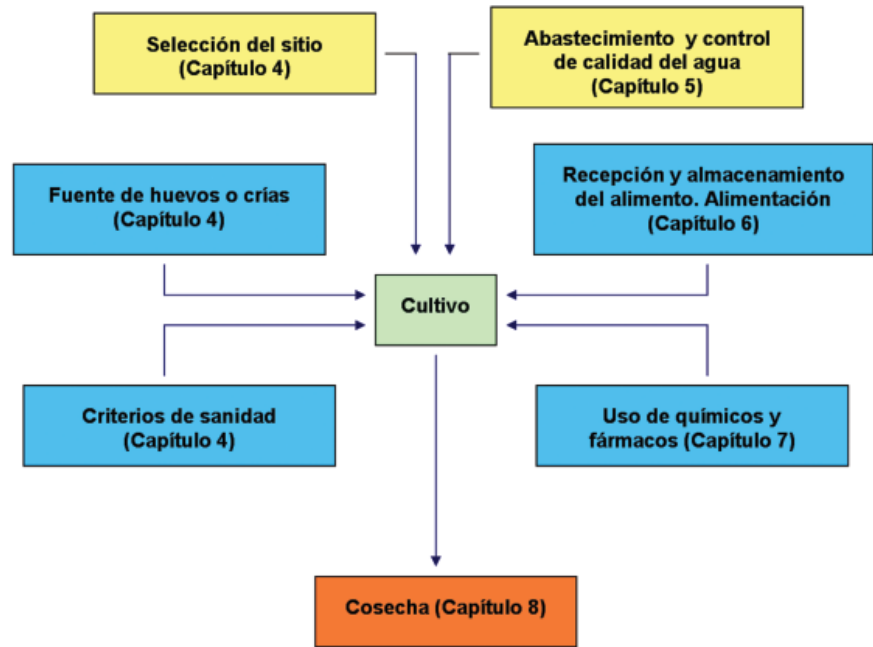 Selección del sitio
(Capítulo 4)
Abastecimiento y control
de calidad del agua
(Capítulo 5)
Fuente de huevos o crías
(Capítulo 4)
Recepción y almacenamiento
del alimento. Alimentación
(Capítulo 6)
Cultivo
Criterios de sanidad
(Capítulo 4)
Uso de químicos y
fármacos (Capítulo 7)
Cosecha (Capítulo 8)